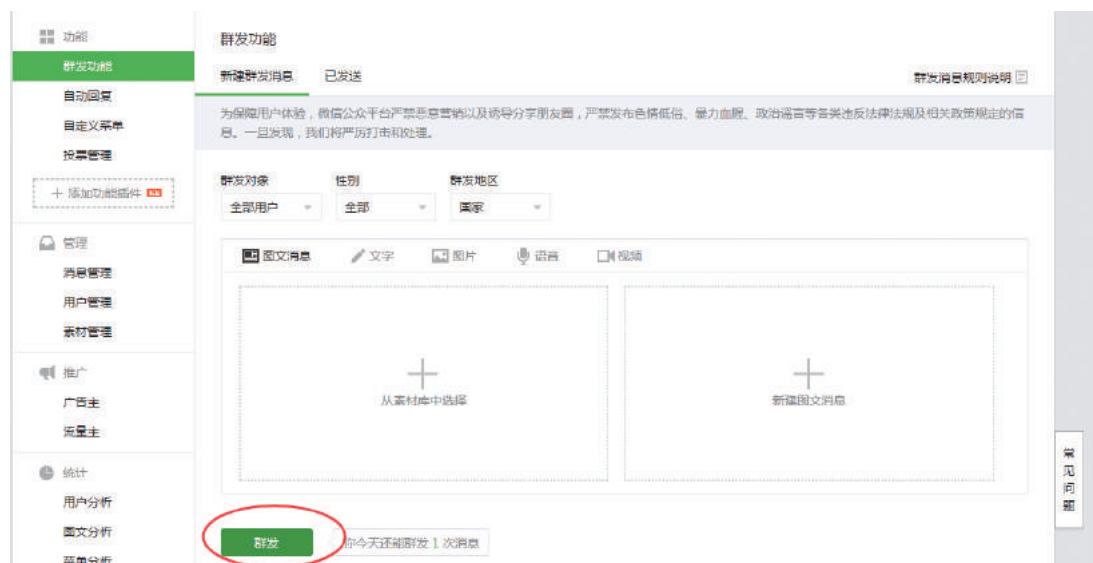 功能
群发功能
自动回复
自定义菜单
投票管理
添加功能插件
管理
消息管理
用户管理
素材管理
推广
广告主
流量主
统计
用户分析
图文分析
菜单分析
群发功能
新建群发消息 已发送 群发消息规则说明
为保障用户体验，微信公众平台严禁恶意营销以及诱导分享朋友圈，严禁发布色情低俗、暴力血腥、政治谣言等各类违反法律法规及相关政策规定的信
息。一旦发现，我们将严厉打击和处理。
群发对象 性别 群发地区
全部用户 全部 国家
图文消息 文字 图片 语音 视频
从素材库中选择 新建图文消息
群发 你今天还能群发 1 次消息
常见问题